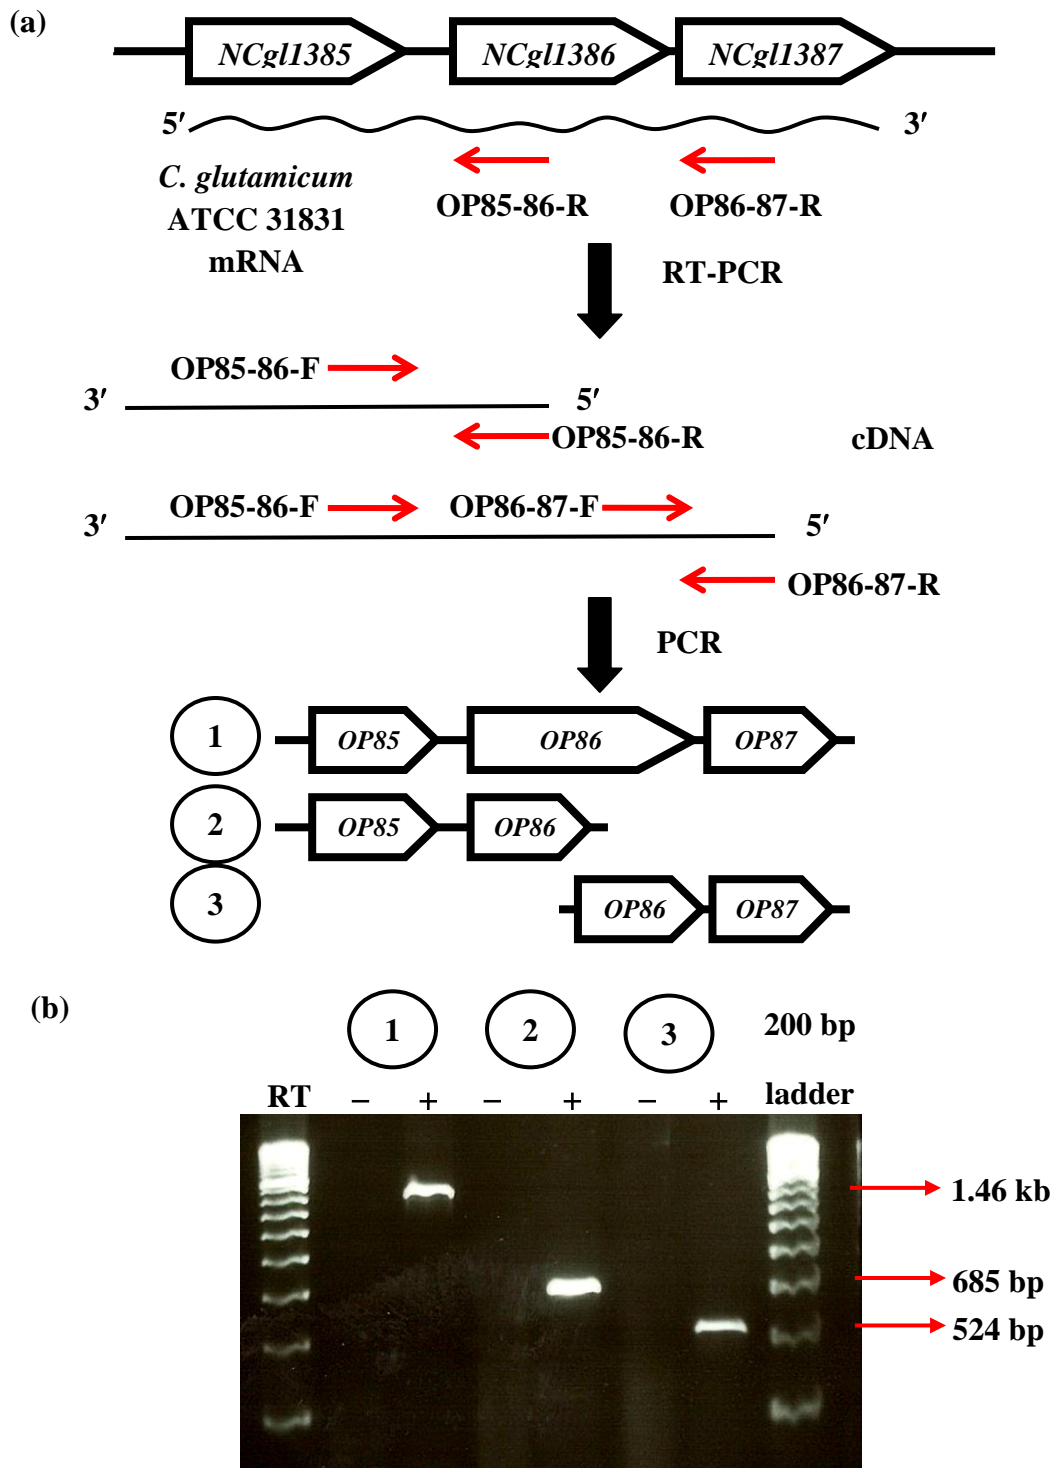 (a)
NCgl1385 NCgl1386 NCgl1387
5′ 3′
C. glutamicum
ATCC 31831
mRNA
OP85-86-R OP86-87-R
RT-PCR
OP85-86-F
3′ 5′
OP85-86-R cDNA
OP85-86-F OP86-87-F
3′ 5′
OP86-87-R
PCR
1 OP85 OP86 OP87
2 OP85 OP86
3 OP86 OP87
(b)
1 2 3 200 bp
RT − + − + − + ladder
1.46 kb
685 bp
524 bp